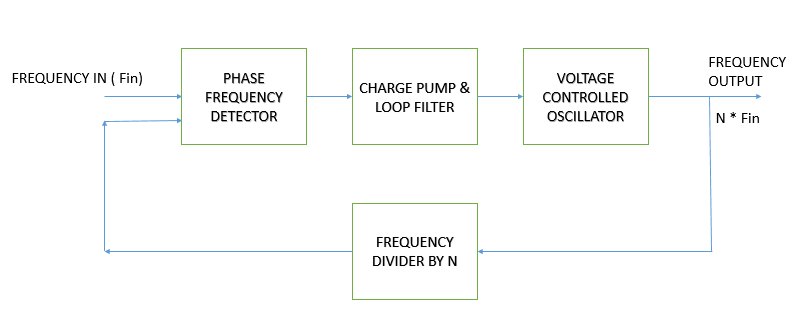 FREQUENCY IN ( Fin)
PHASE
FREQUENCY
DETECTOR
CHARGE PUMP &
LOOP FILTER
VOLTAGE
CONTROLLED
OSCILLATOR
FREQUENCY
OUTPUT
N * Fin
FREQUENCY
DIVIDER BY N